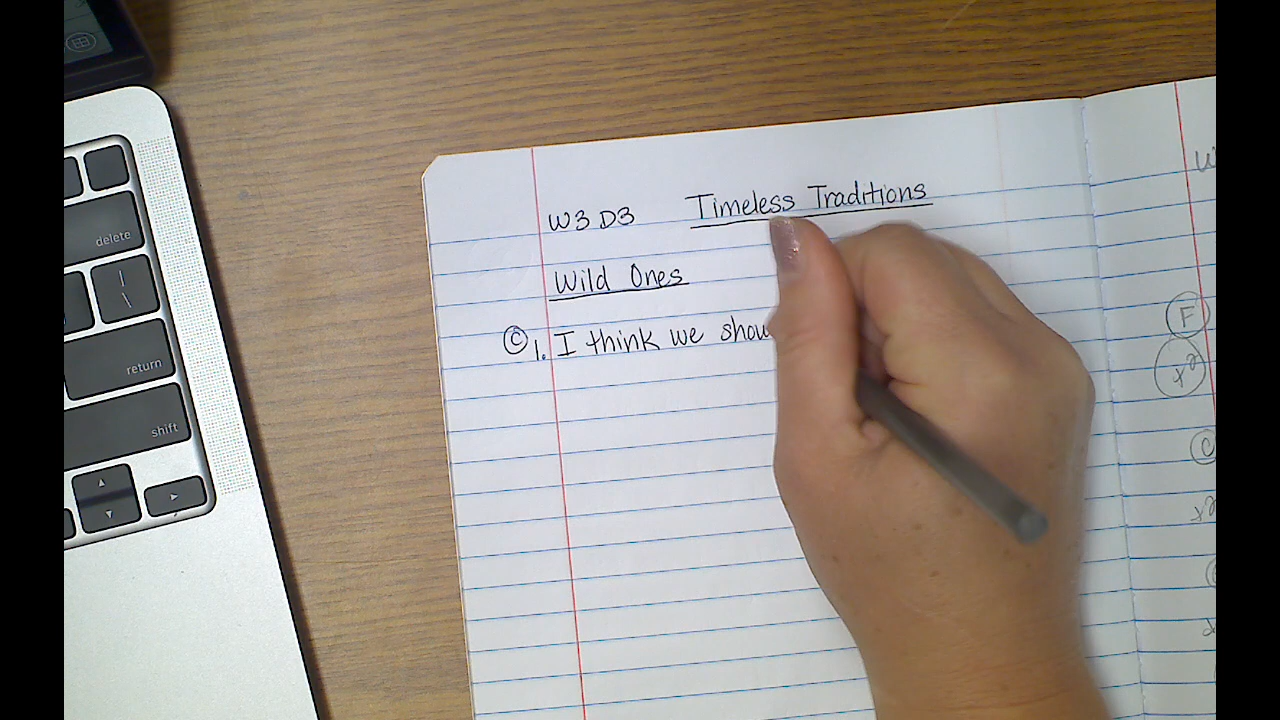 delete
|
\
return
shift
W3 D3 Timeless Traditions
Wild Ones
© 1. I think we shou
F